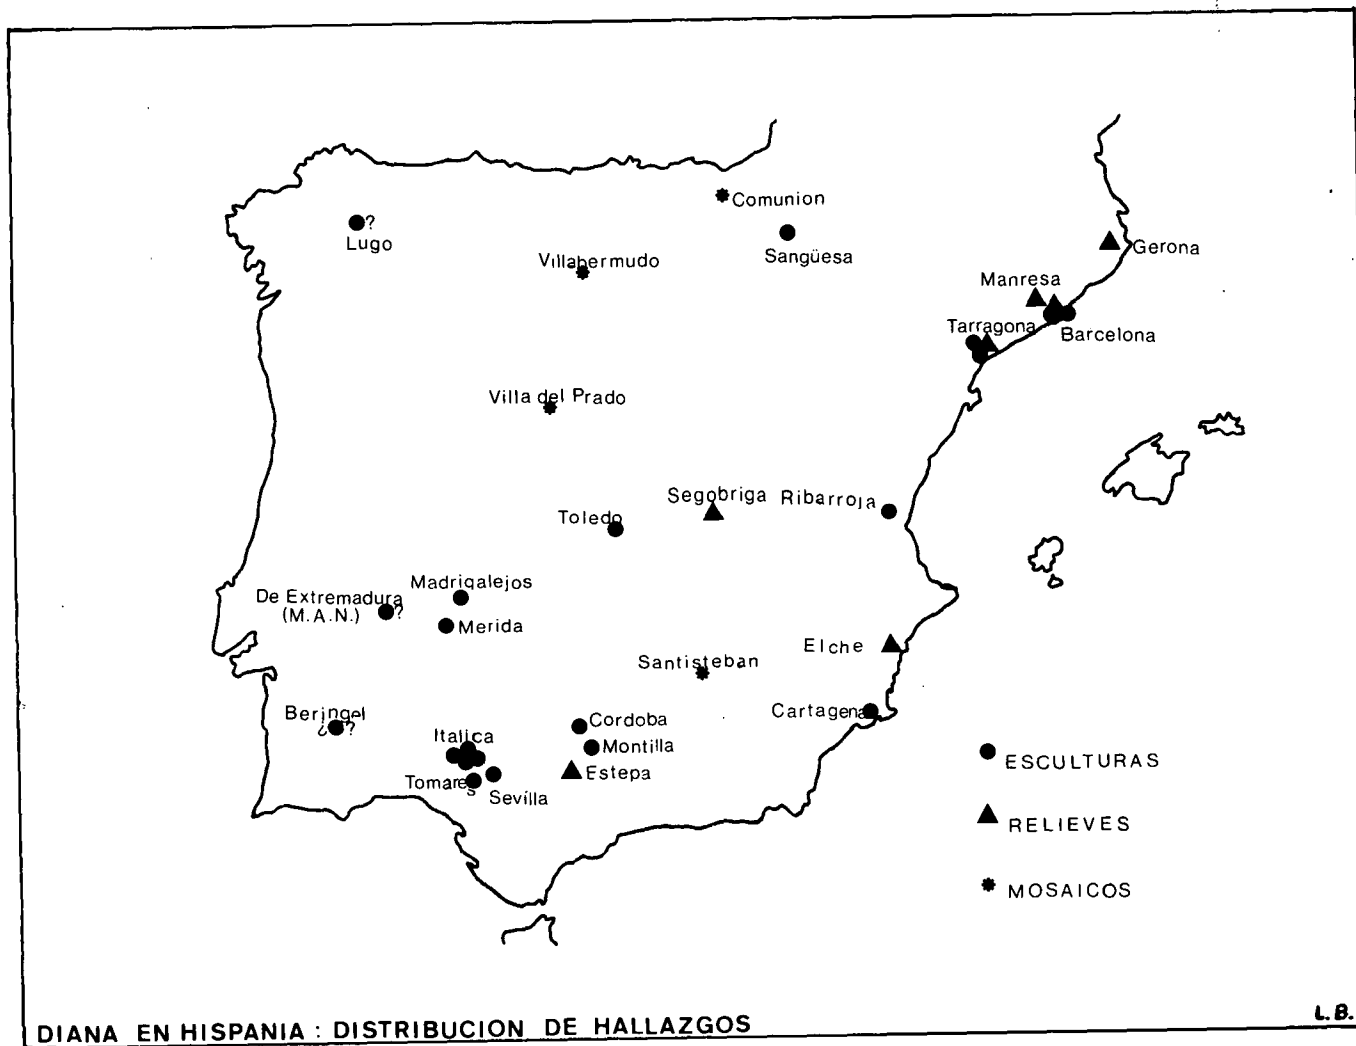 Comunion
?
Lugo
Sangüesa
Villabermudo
Gerona
Manresa
Tarragona
Barcelona
Villa del Prado
Segobriga
Ribarroja
Toledo
De Extremadura
(M.A.N.)
?
Madrigalejos
Merida
Elche
Santisteban
Beringel
¿ ?
Cordoba
Cartagena
Italica
Montilla
Estepa
Tomares
Sevilla
ESCULTURAS
RELIEVES
MOSAICOS
DIANA EN HISPANIA : DISTRIBUCION DE HALLAZGOS
L.B.